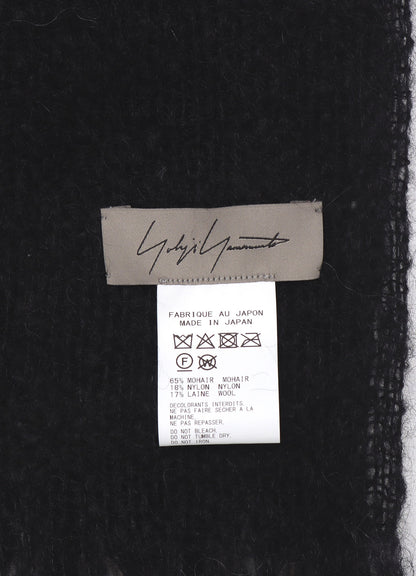 Yohji Yamamoto
FABRIQUE AU JAPON
MADE IN JAPAN
F W
65% MOHAIR MOHAIR
18% NYLON NYLON
17% LAINE WOOL
DECOLORANTS INTERDITS
NE PAS FAIRE SECHER A LA
MACHINE
NE PAS REPASSER.
DO NOT BLEACH.
DO NOT TUMBLE DRY.
DO NOT IRON.